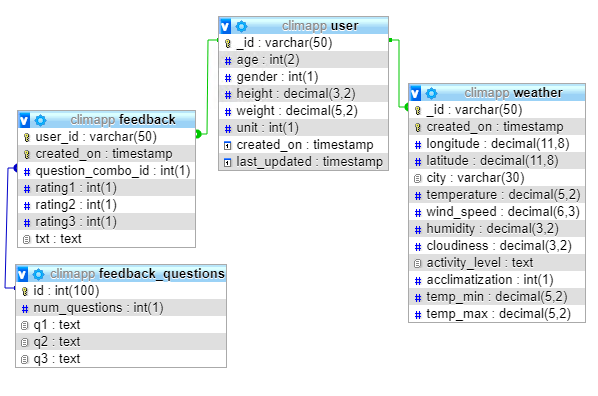 climapp user
_id : varchar(50)
age : int(2)
gender : int(1)
height : decimal(3,2)
weight : decimal(5,2)
unit : int(1)
created_on : timestamp
last_updated : timestamp
climapp weather
_id : varchar(50)
created_on : timestamp
longitude : decimal(11,8)
latitude : decimal(11,8)
city : varchar(30)
temperature : decimal(5,2)
wind_speed : decimal(6,3)
humidity : decimal(3,2)
cloudiness : decimal(3,2)
activity_level : text
acclimatization : int(1)
temp_min : decimal(5,2)
temp_max : decimal(5,2)
climapp feedback
user_id : varchar(50)
created_on : timestamp
question_combo_id : int(1)
rating1 : int(1)
rating2 : int(1)
rating3 : int(1)
txt : text
climapp feedback_questions
id : int(100)
num_questions : int(1)
q1 : text
q2 : text
q3 : text